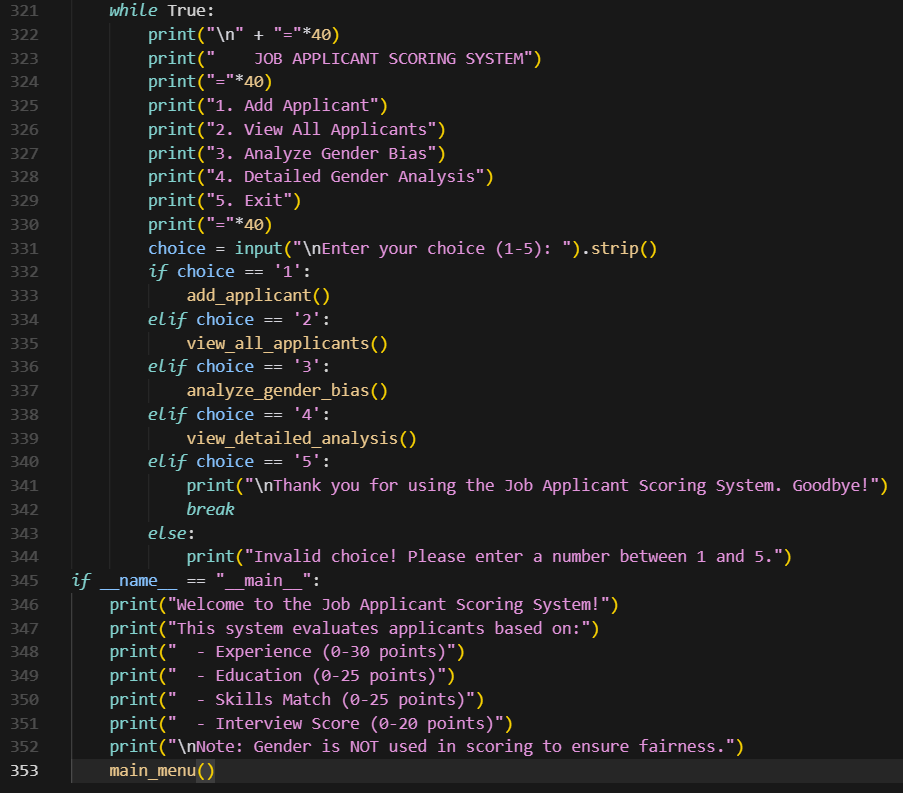 321 while True:
322 print("\n" + "="*40)
323 print("    JOB APPLICANT SCORING SYSTEM")
324 print("="*40)
325 print("1. Add Applicant")
326 print("2. View All Applicants")
327 print("3. Analyze Gender Bias")
328 print("4. Detailed Gender Analysis")
329 print("5. Exit")
330 print("="*40)
331 choice = input("\nEnter your choice (1-5): ").strip()
332 if choice == '1':
333 add_applicant()
334 elif choice == '2':
335 view_all_applicants()
336 elif choice == '3':
337 analyze_gender_bias()
338 elif choice == '4':
339 view_detailed_analysis()
340 elif choice == '5':
341 print("\nThank you for using the Job Applicant Scoring System. Goodbye!")
342 break
343 else:
344 print("Invalid choice! Please enter a number between 1 and 5.")
345 if __name__ == "__main__":
346 print("Welcome to the Job Applicant Scoring System!")
347 print("This system evaluates applicants based on:")
348 print("  - Experience (0-30 points)")
349 print("  - Education (0-25 points)")
350 print("  - Skills Match (0-25 points)")
351 print("  - Interview Score (0-20 points)")
352 print("\nNote: Gender is NOT used in scoring to ensure fairness.")
353 main_menu()